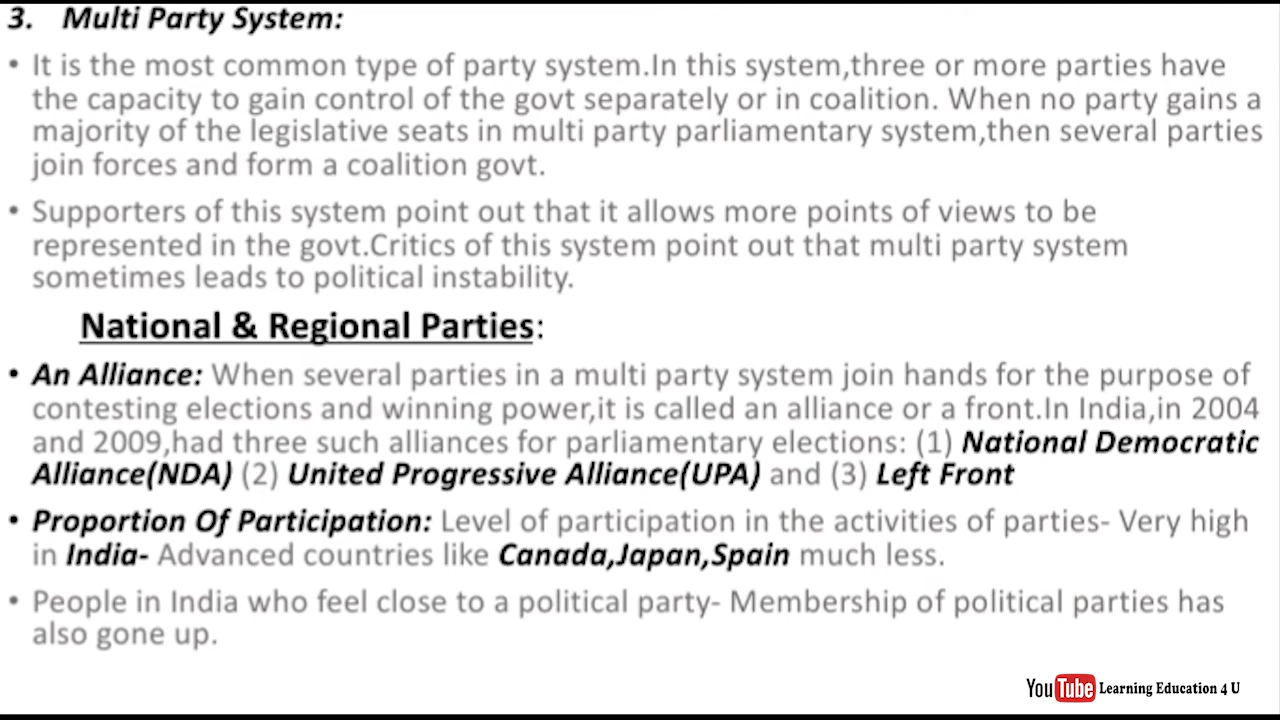 3. Multi Party System:
• It is the most common type of party system.In this system,three or more parties have
the capacity to gain control of the govt separately or in coalition. When no party gains a
majority of the legislative seats in multi party parliamentary system,then several parties
join forces and form a coalition govt.
• Supporters of this system point out that it allows more points of views to be
represented in the govt.Critics of this system point out that multi party system
sometimes leads to political instability.
National & Regional Parties:
• An Alliance: When several parties in a multi party system join hands for the purpose of
contesting elections and winning power,it is called an alliance or a front.In India,in 2004
and 2009,had three such alliances for parliamentary elections: (1) National Democratic
Alliance(NDA) (2) United Progressive Alliance(UPA) and (3) Left Front
• Proportion Of Participation: Level of participation in the activities of parties- Very high
in India- Advanced countries like Canada,Japan,Spain much less.
• People in India who feel close to a political party- Membership of political parties has
also gone up.
YouTube Learning Education 4 U